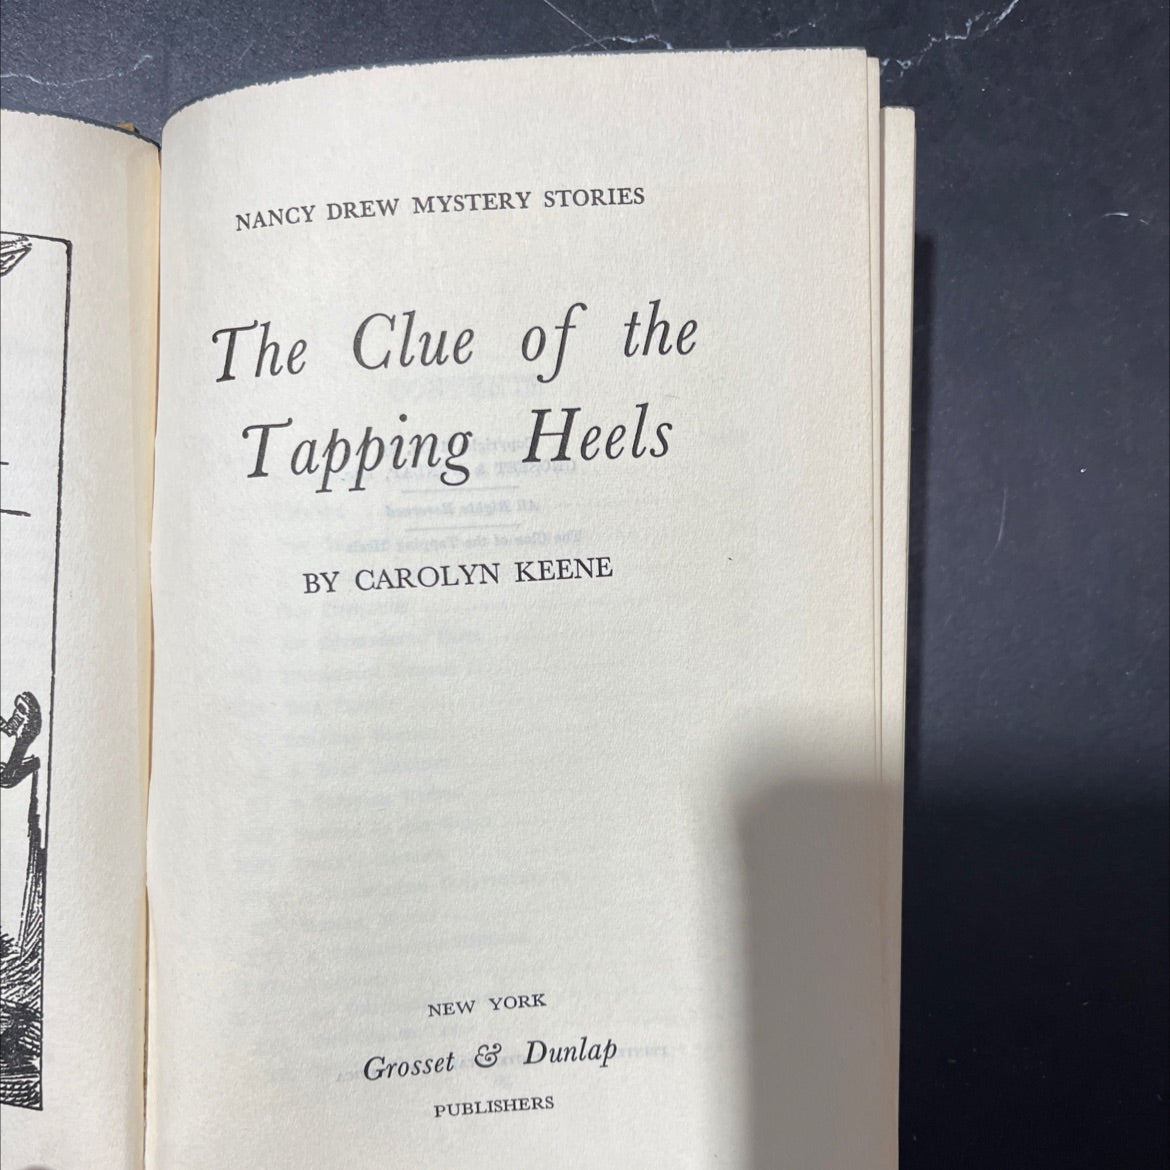 NANCY DREW MYSTERY STORIES
The Clue of the
Tapping Heels
BY CAROLYN KEENE
NEW YORK
Grosset & Dunlap
PUBLISHERS